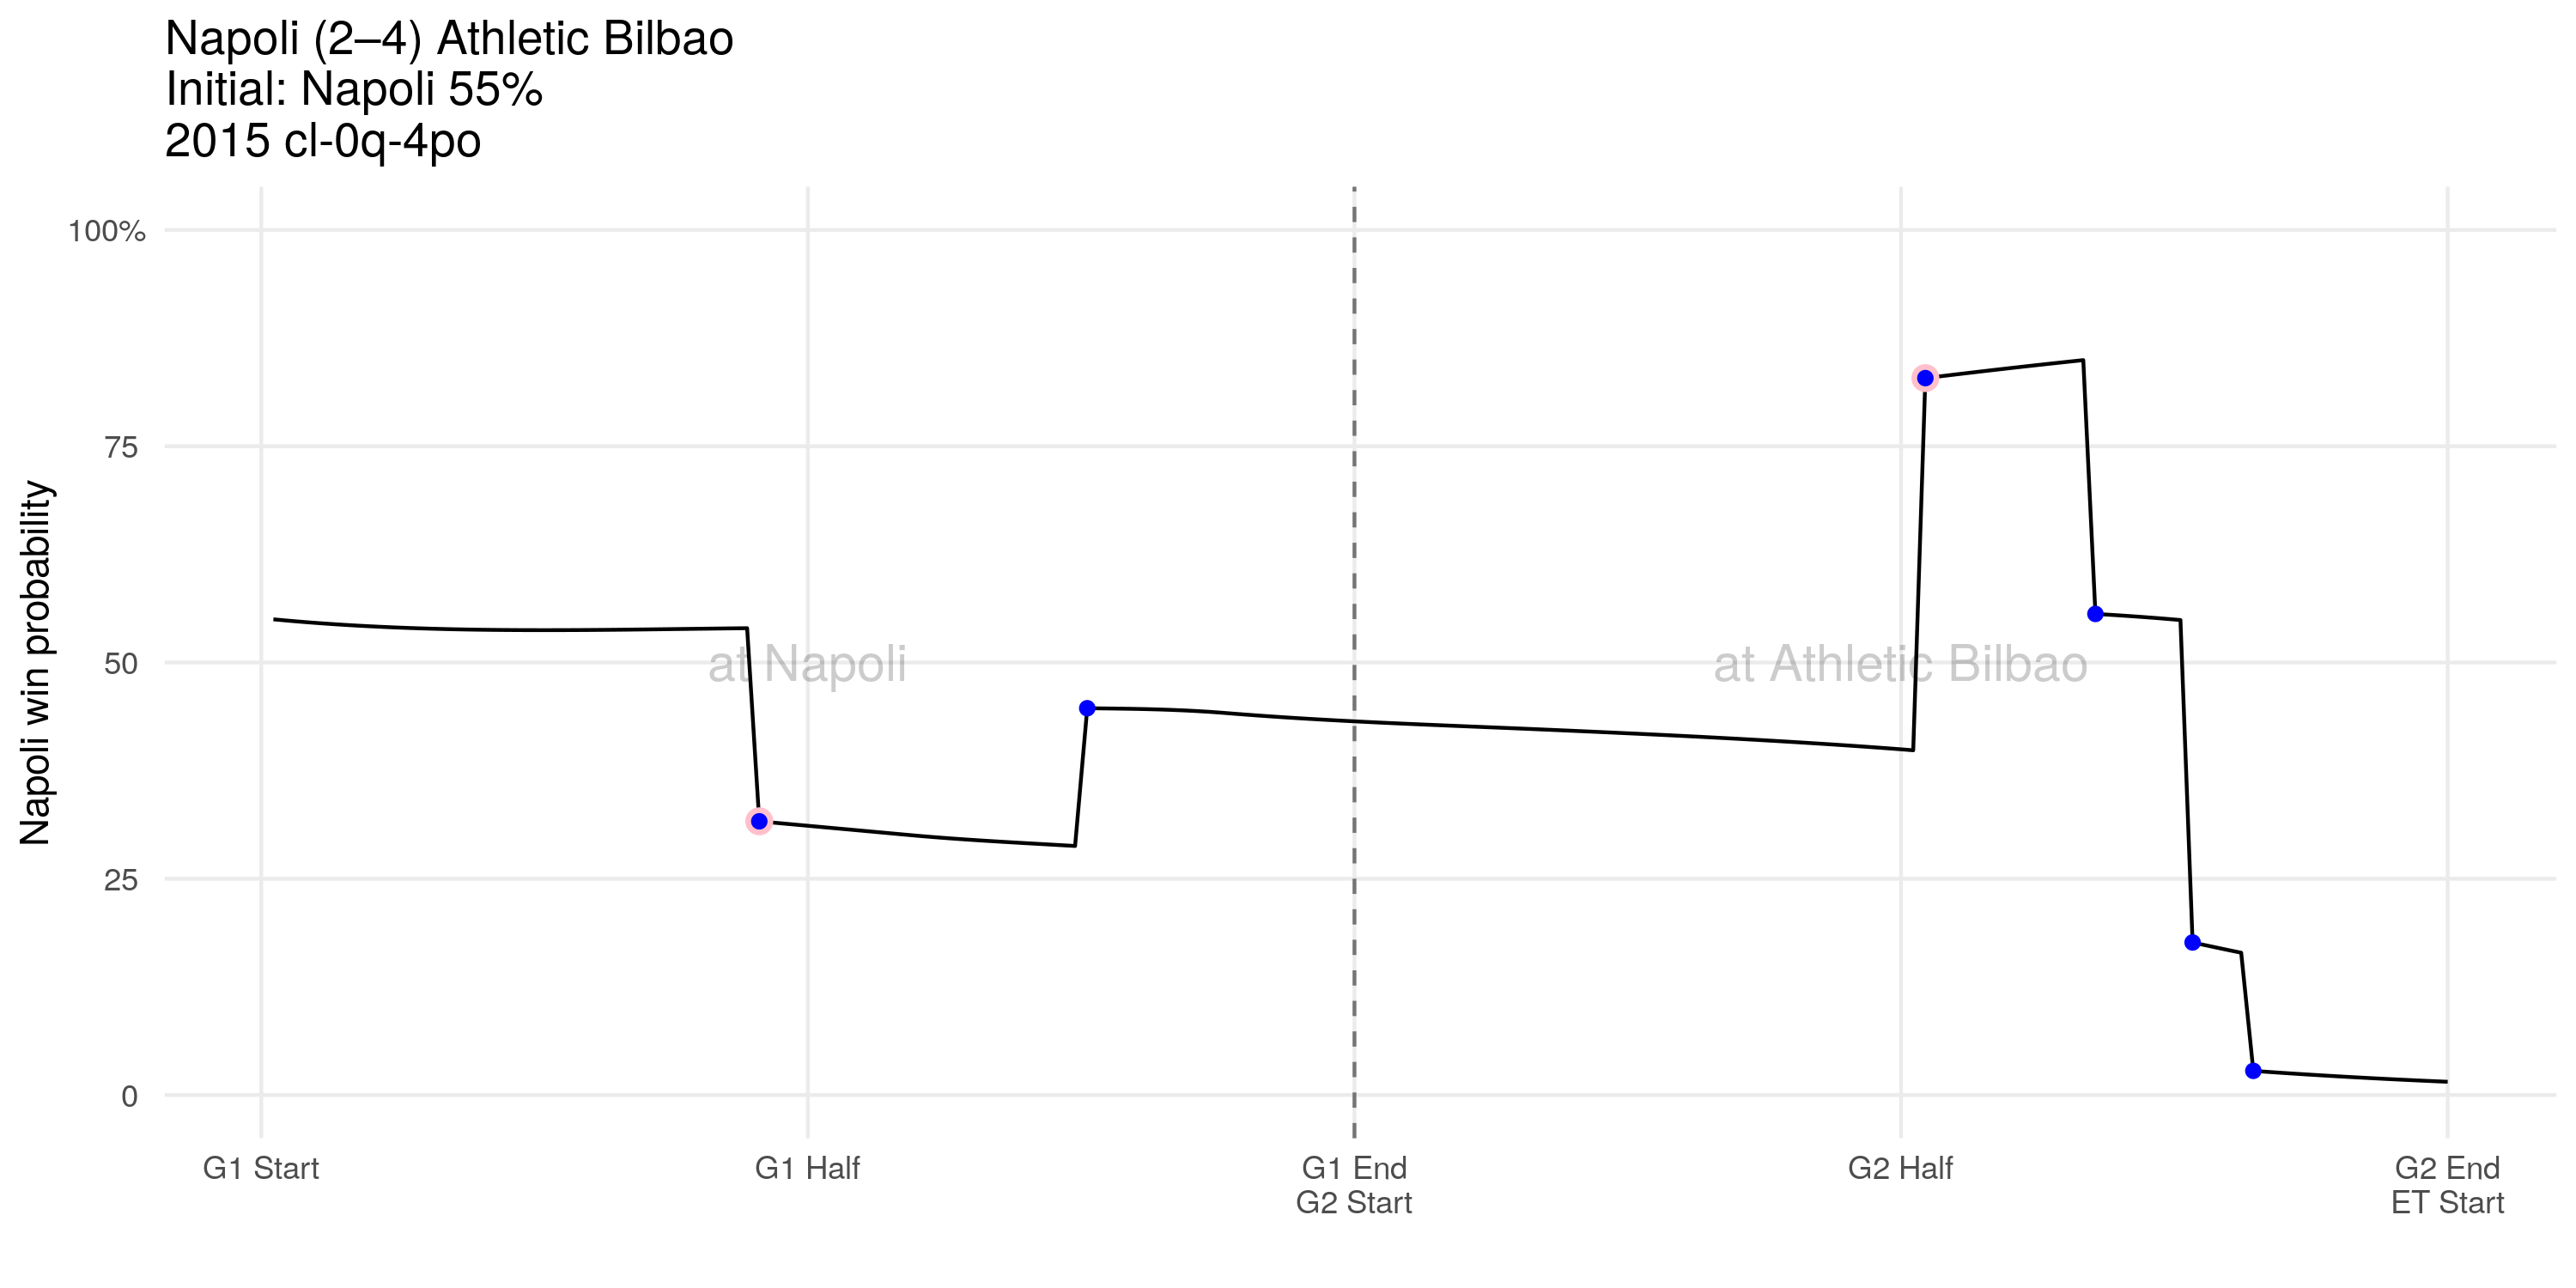 Napoli (2–4) Athletic Bilbao
Initial: Napoli 55%
2015 cl-0q-4po
Napoli win probability
100%
75
50
25
0
at Napoli
at Athletic Bilbao
G1 Start
G1 Half
G1 End
G2 Start
G2 Half
G2 End
ET Start